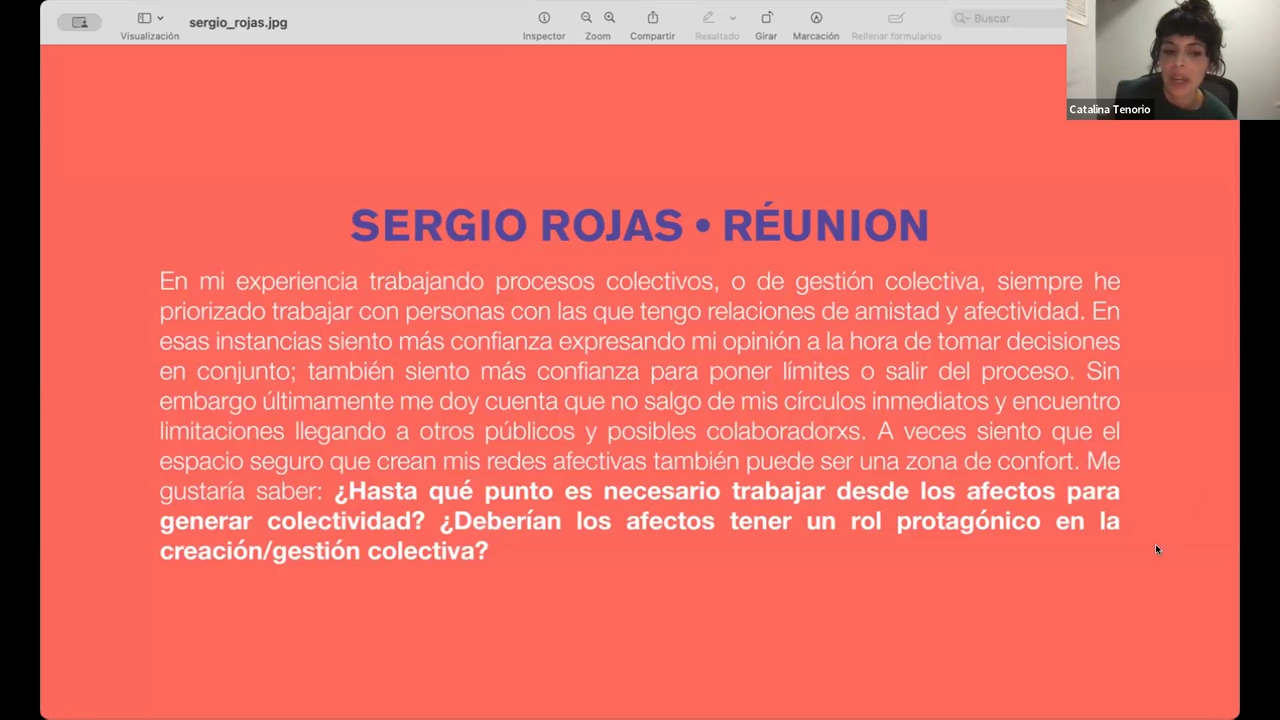 sergio_rojas.jpg
Visualización
Inspector
Zoom
Compartir
Resaltado
Girar
Marcación
Rellenar formularios
Buscar
Catalina Tenorio
SERGIO ROJAS • RÉUNION
En mi experiencia trabajando procesos colectivos, o de gestión colectiva, siempre he
priorizado trabajar con personas con las que tengo relaciones de amistad y afectividad. En
esas instancias siento más confianza expresando mi opinión a la hora de tomar decisiones
en conjunto; también siento más confianza para poner límites o salir del proceso. Sin
embargo últimamente me doy cuenta que no salgo de mis círculos inmediatos y encuentro
limitaciones llegando a otros públicos y posibles colaboradorxs. A veces siento que el
espacio seguro que crean mis redes afectivas también puede ser una zona de confort. Me
gustaría saber: ¿Hasta qué punto es necesario trabajar desde los afectos para
generar colectividad? ¿Deberían los afectos tener un rol protagónico en la
creación/gestión colectiva?